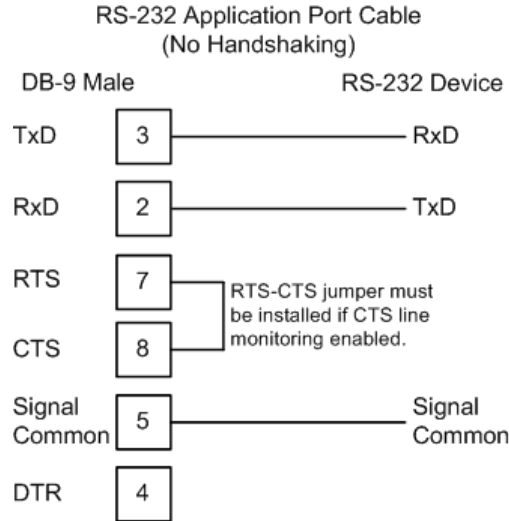 RS-232 Application Port Cable
(No Handshaking)
DB-9 Male RS-232 Device
TxD 3 RxD
RxD 2 TxD
RTS 7
RTS-CTS jumper must
be installed if CTS line
monitoring enabled.
CTS 8
Signal
Common 5 Signal
Common
DTR 4